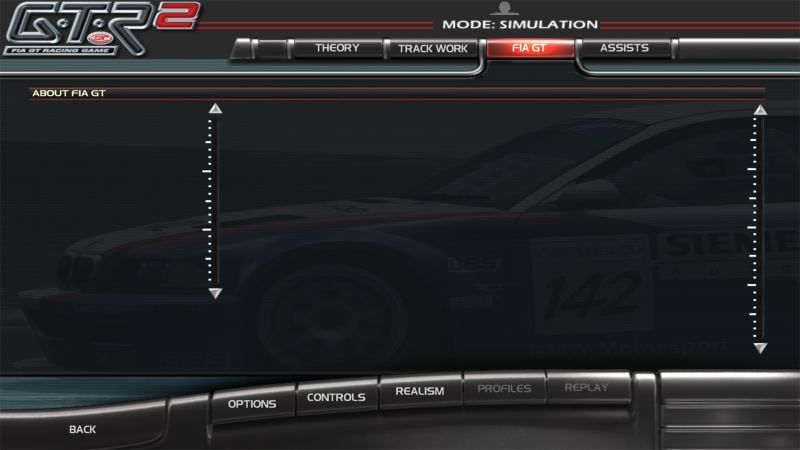 GTR2
FIA GT RACING GAME
MODE: SIMULATION
THEORY
TRACK WORK
FIA GT
ASSISTS
ABOUT FIA GT
SIEME
142
BACK
OPTIONS
CONTROLS
REALISM
PROFILES
REPLAY